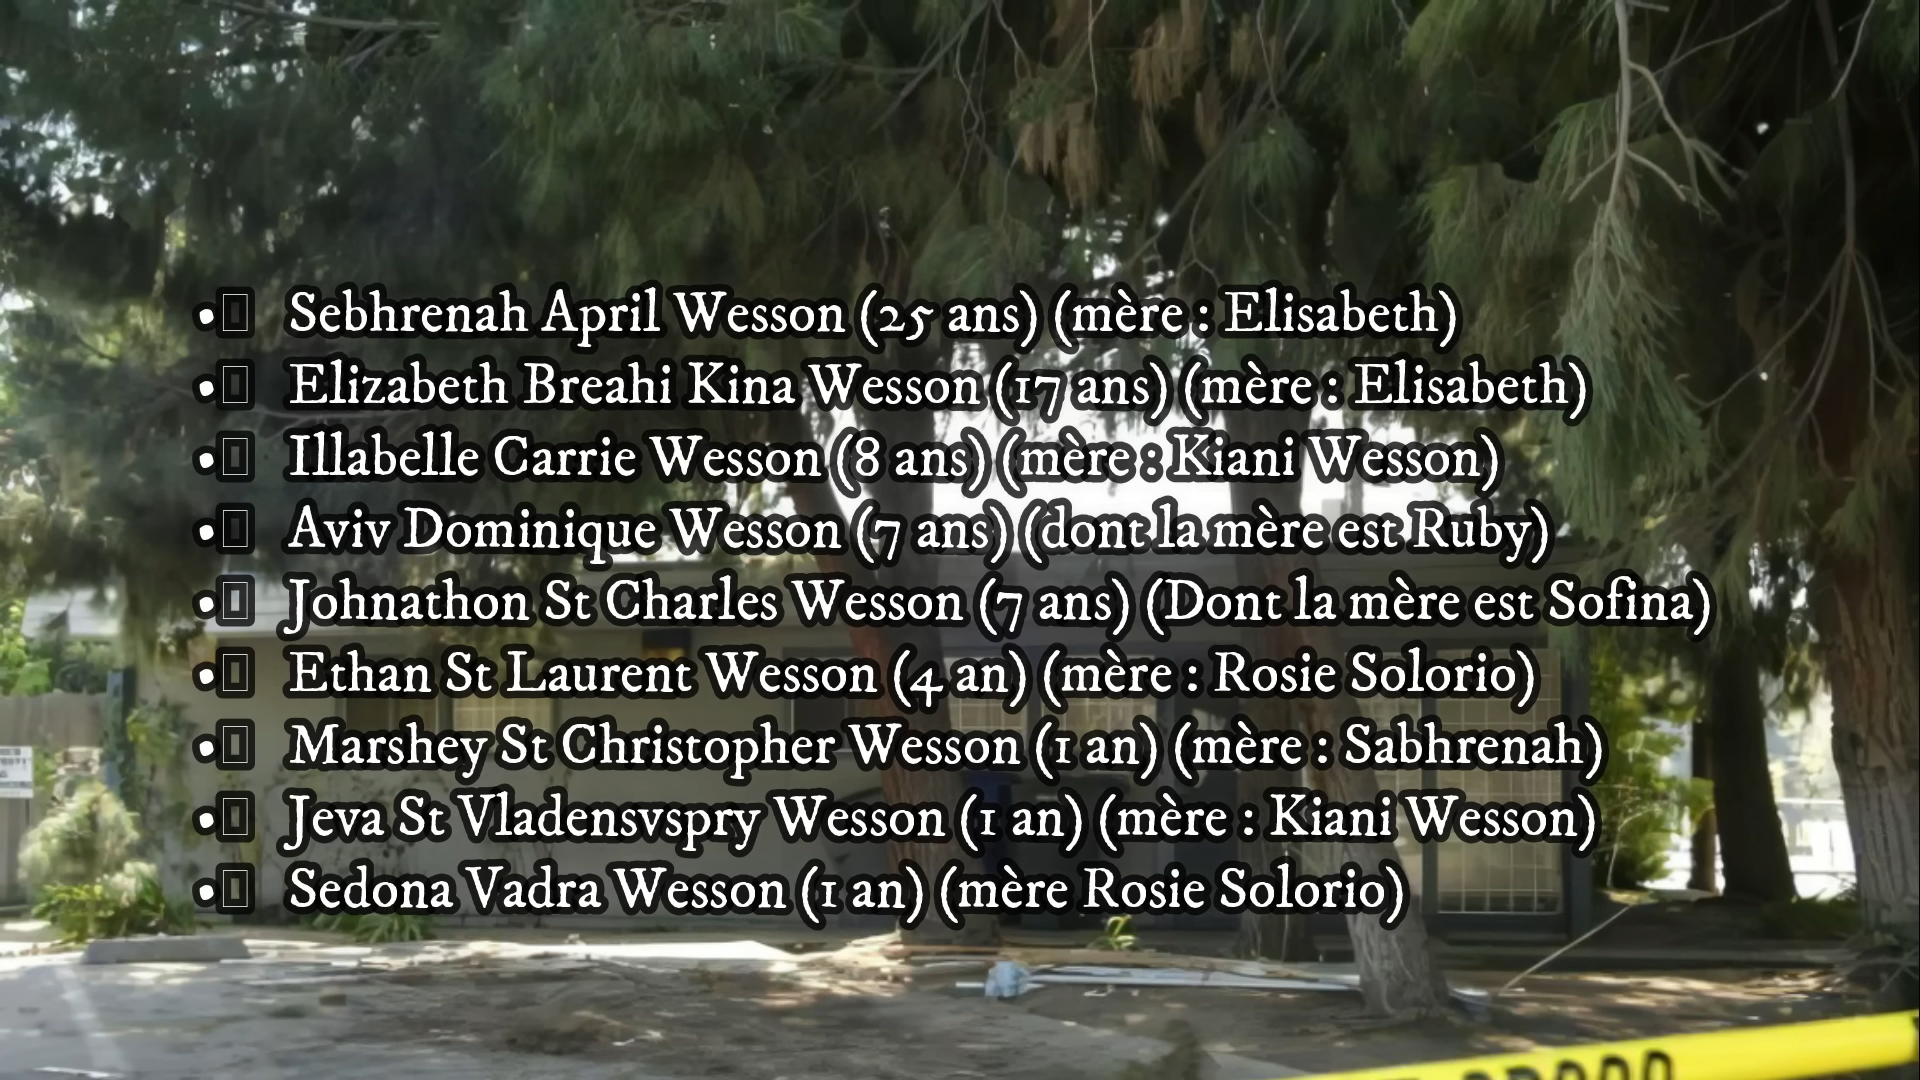 •▯ Sebhrenah April Wesson (25 ans) (mère : Elisabeth)
•▯ Elizabeth Breahi Kina Wesson (17 ans) (mère : Elisabeth)
•▯ Illabelle Carrie Wesson (8 ans) (mère : Kiani Wesson)
•▯ Aviv Dominique Wesson (7 ans) (dont la mère est Ruby)
•▯ Johnathon St Charles Wesson (7 ans) (Dont la mère est Sofina)
•▯ Ethan St Laurent Wesson (4 an) (mère : Rosie Solorio)
•▯ Marshey St Christopher Wesson (1 an) (mère : Sabhrenah)
•▯ Jeva St Vladensvspry Wesson (1 an) (mère : Kiani Wesson)
•▯ Sedona Vadra Wesson (1 an) (mère Rosie Solorio)